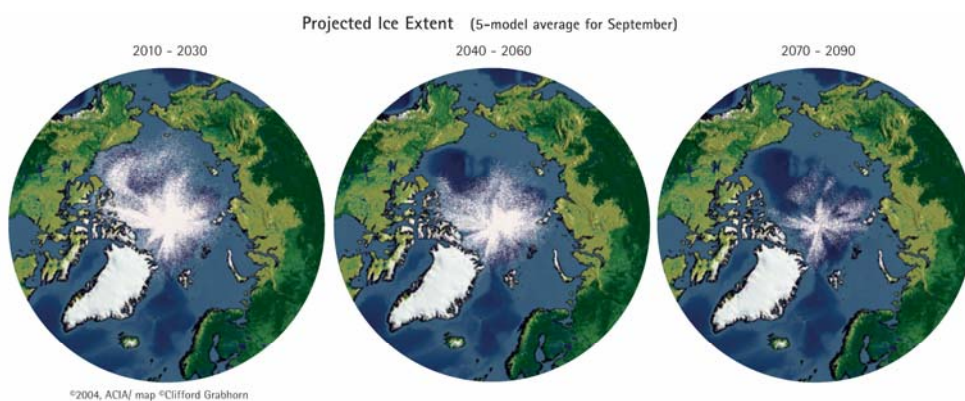 Projected Ice Extent (5-model average for September)
2010 - 2030 2040 - 2060 2070 - 2090
©2004, ACIA/ map ©Clifford Grabhorn